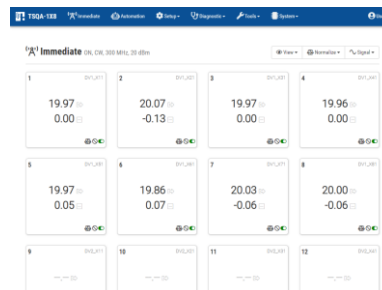 TSQA-188 Immediate Automation Setup Diagnostic Tools System
Immediate ON, CW, 300 MHz, 20 dBm View Normalize Signal
1 2 3 4
19.97 20.07 19.97 19.96
0.00 -0.13 0.00 0.00
5 6 7 8
19.97 19.86 20.03 20.00
0.05 0.07 -0.06 -0.06
9 10 11 12
--.-- --.-- --.-- --.--